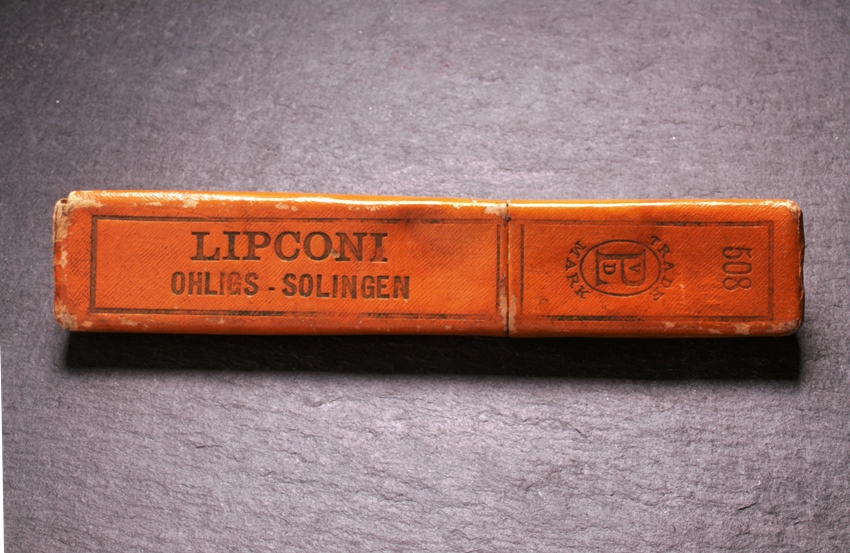 LIPCONI
OHLIGS - SOLINGEN
TRADE
MARK
508